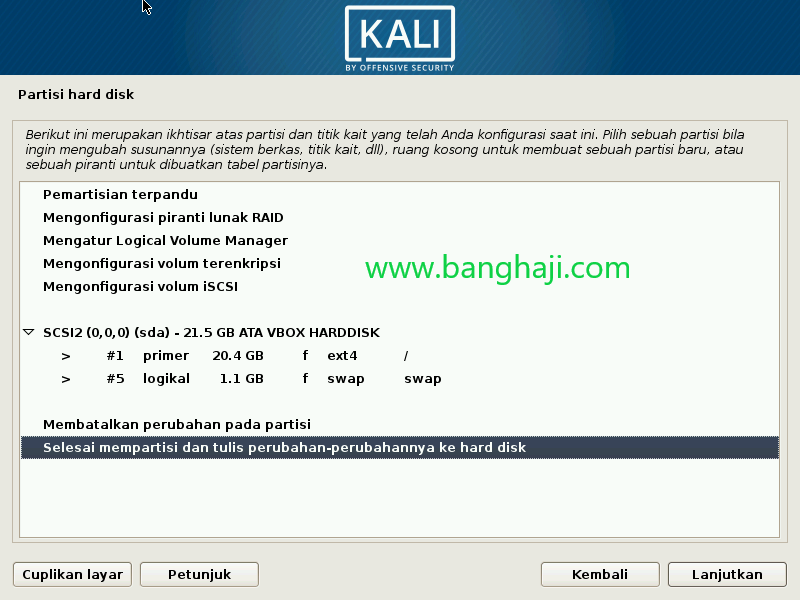 KALI
BY OFFENSIVE SECURITY
Partisi hard disk
Berikut ini merupakan ikhtisar atas partisi dan titik kait yang telah Anda konfigurasi saat ini. Pilih sebuah partisi bila
ingin mengubah susunannya (sistem berkas, titik kait, dll), ruang kosong untuk membuat sebuah partisi baru, atau
sebuah piranti untuk dibuatkan tabel partisinya.
Pemartisian terpandu
Mengonfigurasi piranti lunak RAID
Mengatur Logical Volume Manager
Mengonfigurasi volum terenkripsi
www.banghaji.com
Mengonfigurasi volum iSCSI
SCSI2 (0,0,0) (sda) - 21.5 GB ATA VBOX HARDDISK
> #1 primer 20.4 GB f ext4 /
> #5 logikal 1.1 GB f swap swap
Membatalkan perubahan pada partisi
Selesai mempartisi dan tulis perubahan-perubahannya ke hard disk
Cuplikan layar Petunjuk Kembali Lanjutkan